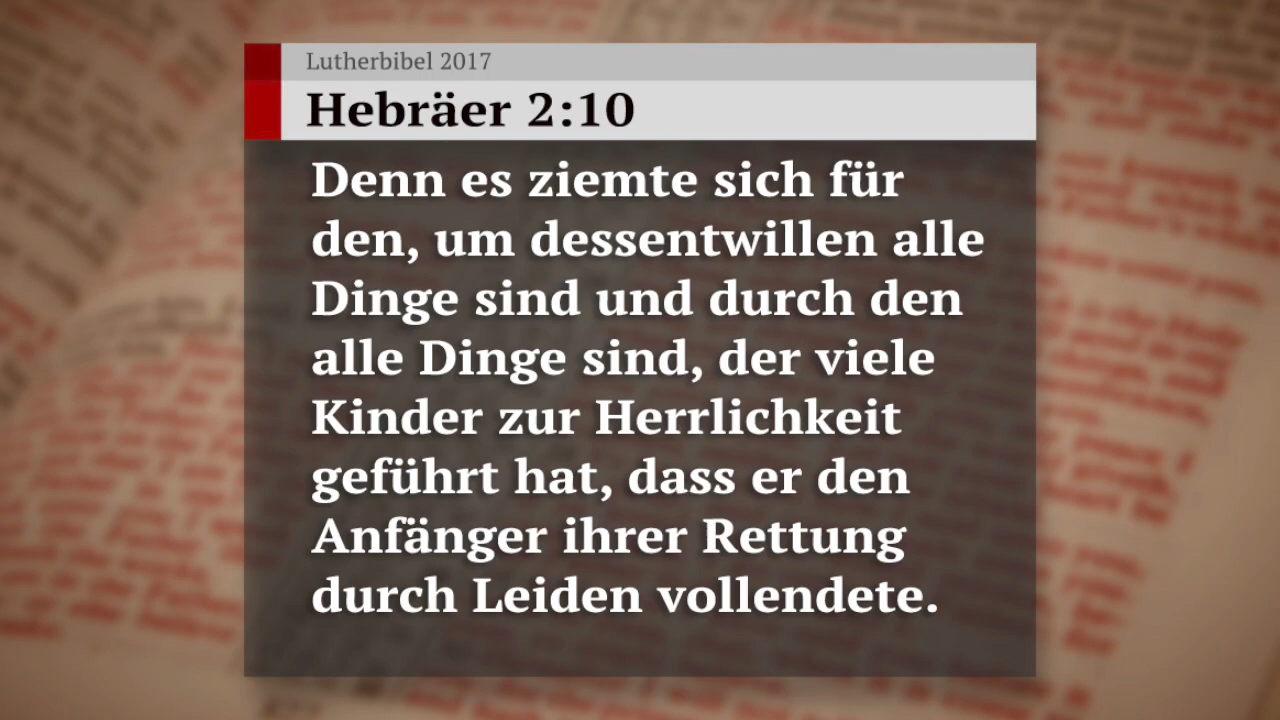 Lutherbibel 2017
Hebräer 2:10
Denn es ziemte sich für
den, um dessentwillen alle
Dinge sind und durch den
alle Dinge sind, der viele
Kinder zur Herrlichkeit
geführt hat, dass er den
Anfänger ihrer Rettung
durch Leiden vollendete.